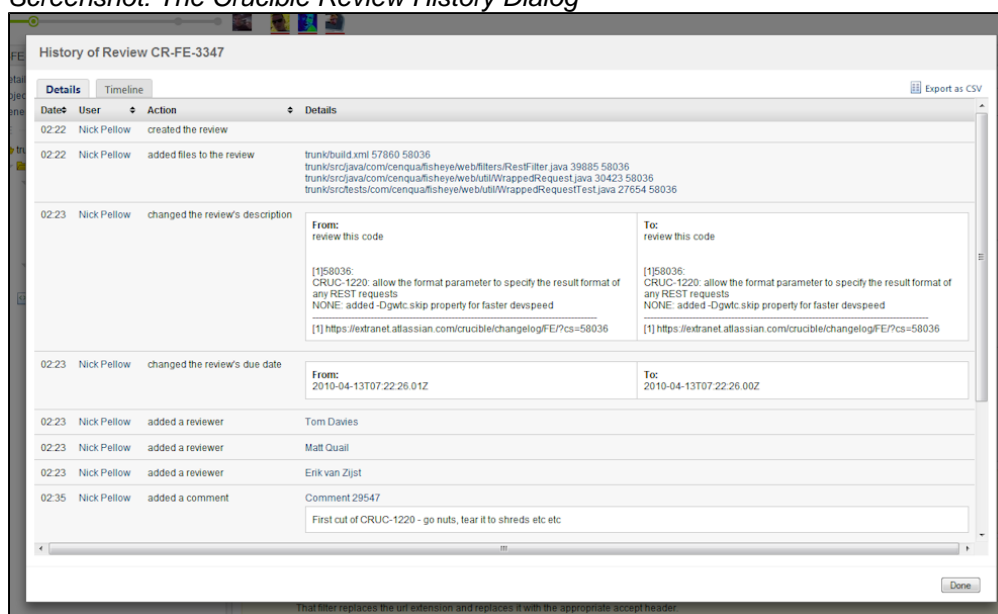 Screenshot: The Crucible Review History Dialog
History of Review CR-FE-3347
Details Timeline
Export as CSV
Date User Action Details
02:22 Nick Pellow created the review
02:22 Nick Pellow added files to the review trunk/build.xml 57860 58036
trunk/src/java/com/cenqua/fisheye/web/filters/RestFilter.java 39885 58036
trunk/src/java/com/cenqua/fisheye/web/util/WrappedRequest.java 30423 58036
trunk/src/tests/com/cenqua/fisheye/web/util/WrappedRequestTest.java 27654 58036
02:23 Nick Pellow changed the review's description
From:
review this code
[1]58036:
CRUC-1220: allow the format parameter to specify the result format of
any REST requests
NONE: added -Dgwtc.skip property for faster devspeed
[1] https://extranet.atlassian.com/crucible/changelog/FE/?cs=58036
To:
review this code
[1]58036:
CRUC-1220: allow the format parameter to specify the result format of
any REST requests
NONE: added -Dgwtc.skip property for faster devspeed
[1] https://extranet.atlassian.com/crucible/changelog/FE/?cs=58036
02:23 Nick Pellow changed the review's due date
From:
2010-04-13T07:22:26.01Z
To:
2010-04-13T07:22:26.00Z
02:23 Nick Pellow added a reviewer Tom Davies
02:23 Nick Pellow added a reviewer Matt Quail
02:23 Nick Pellow added a reviewer Erik van Zijst
02:35 Nick Pellow added a comment Comment 29547
First cut of CRUC-1220 - go nuts, tear it to shreds etc etc
Done
That filter replaces the url extension and replaces it with the appropriate accept header.